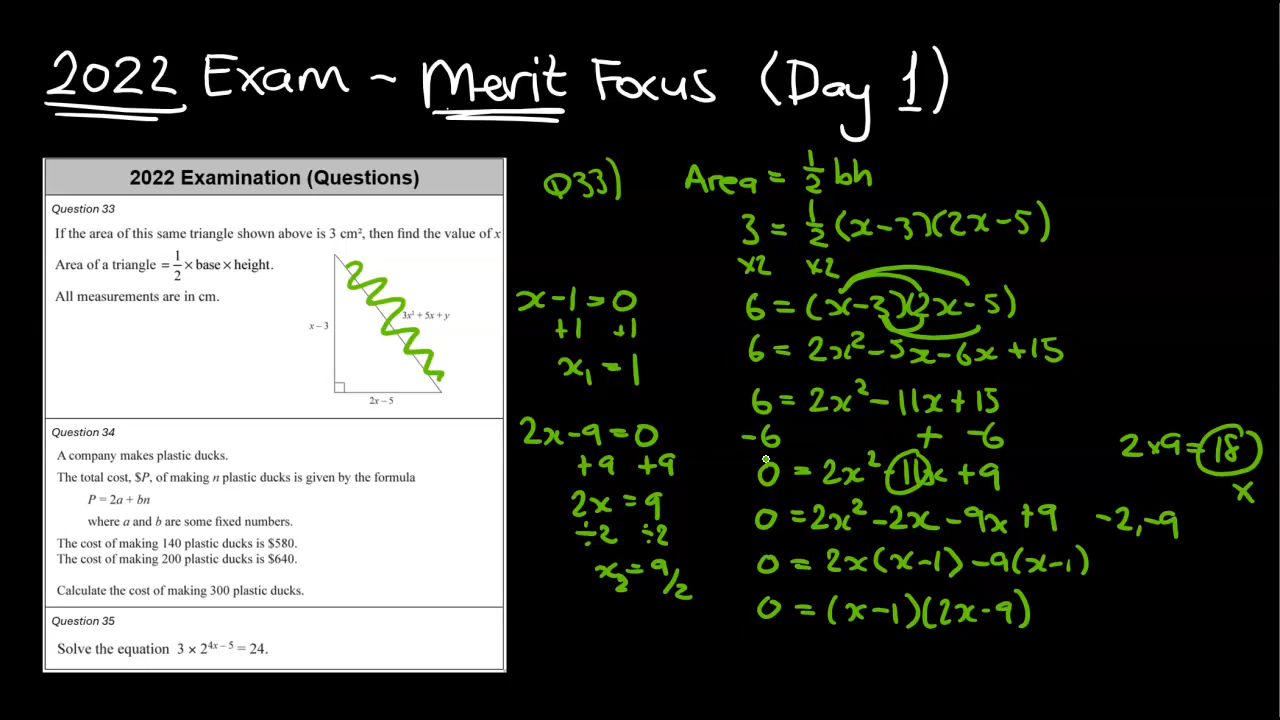 2022 Exam ~ Merit Focus (Day 1)
2022 Examination (Questions)
Question 33
If the area of this same triangle shown above is 3 cm², then find the value of x
Area of a triangle = 1/2 × base × height.
All measurements are in cm.
x – 3
3x² + 5x + y
2x – 5
Question 34
A company makes plastic ducks.
The total cost, $P, of making n plastic ducks is given by the formula
P = 2a + bn
where a and b are some fixed numbers.
The cost of making 140 plastic ducks is $580.
The cost of making 200 plastic ducks is $640.
Calculate the cost of making 300 plastic ducks.
Question 35
Solve the equation 3 × 2^(4x – 5) = 24.
Q33)
Area = 1/2 bh
3 = 1/2 (x-3)(2x-5)
×2 ×2
6 = (x-3)(2x-5)
6 = 2x² - 5x - 6x + 15
6 = 2x² - 11x + 15
-6 + -6
0 = 2x² - 11x + 9
0 = 2x² - 2x - 9x + 9
0 = 2x(x-1) - 9(x-1)
0 = (x-1)(2x-9)
x-1 = 0
+1 +1
x₁ = 1
2x-9 = 0
+9 +9
2x = 9
÷2 ÷2
x₂ = 9/2
2×9 = 18
x
-2, -9